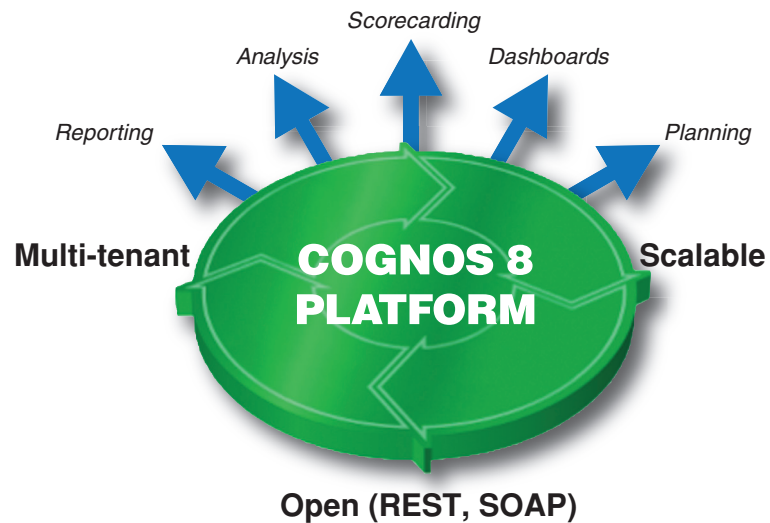 Scorecarding
Analysis
Dashboards
Reporting
Planning
Multi-tenant
COGNOS 8
PLATFORM
Scalable
Open (REST, SOAP)